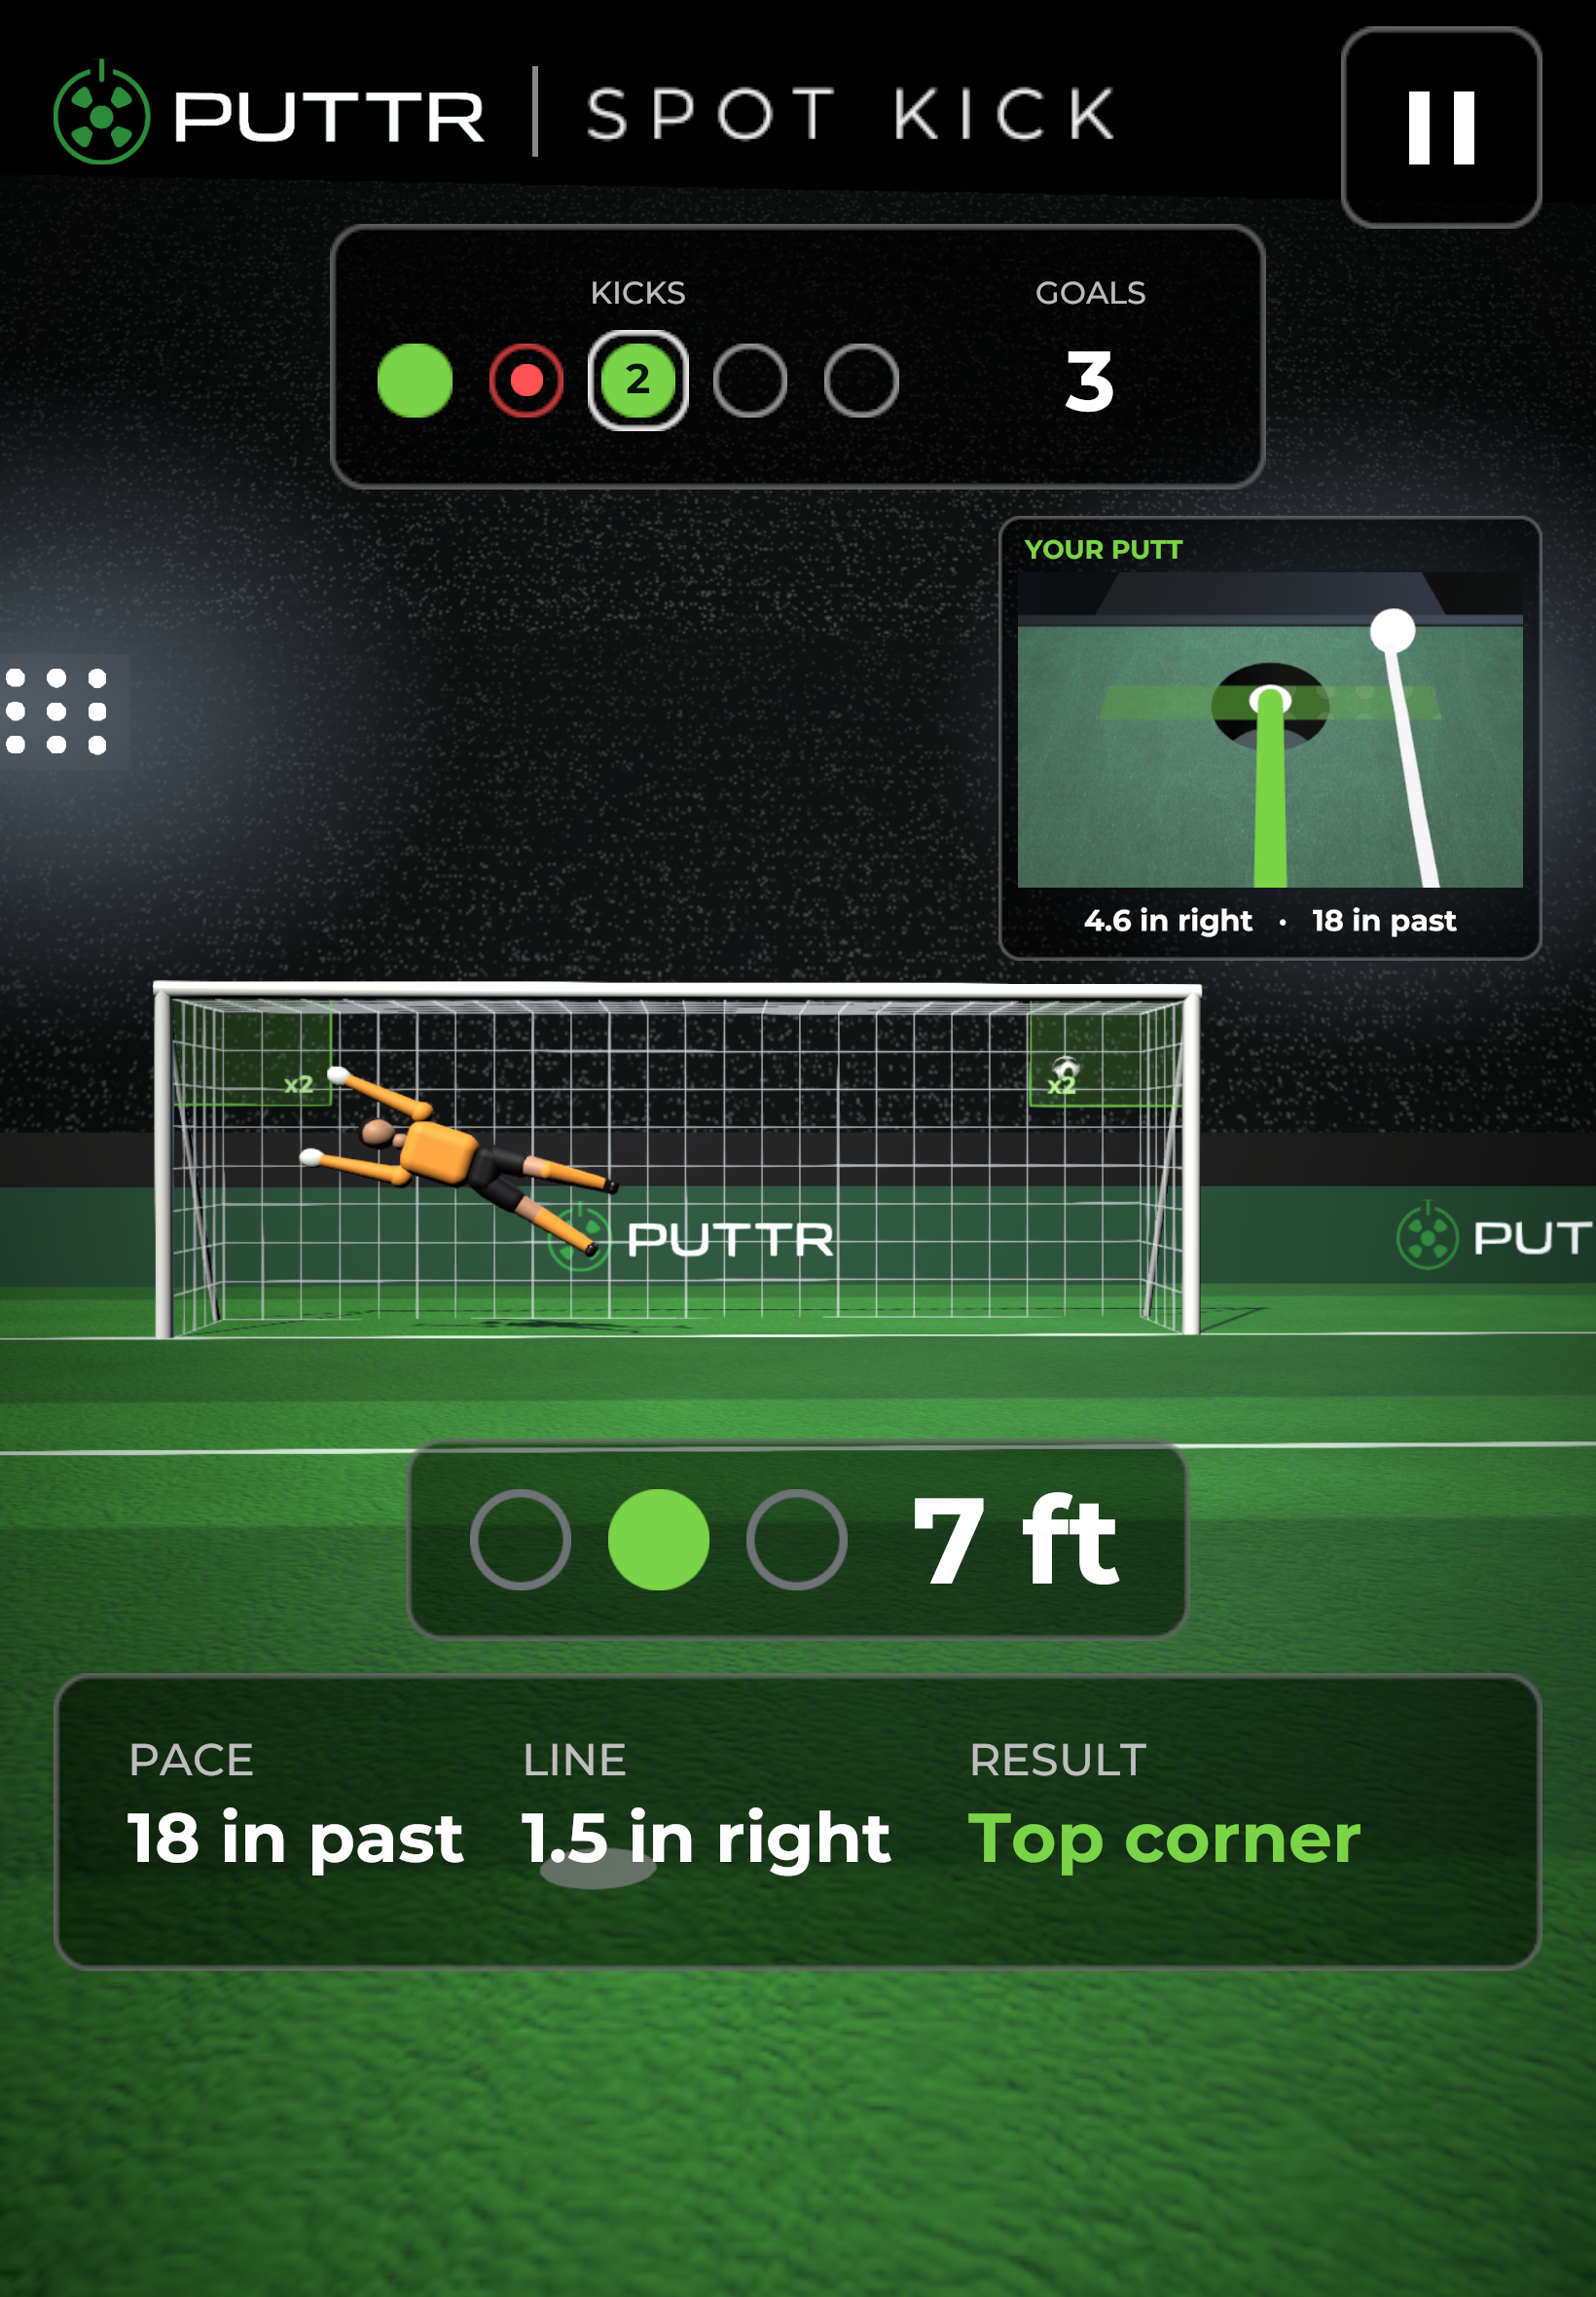 PUTTR | SPOT KICK
KICKS
GOALS
2
3
YOUR PUTT
4.6 in right · 18 in past
x2
x2
PUTTR
PUT
7 ft
PACE
LINE
RESULT
18 in past
1.5 in right
Top corner